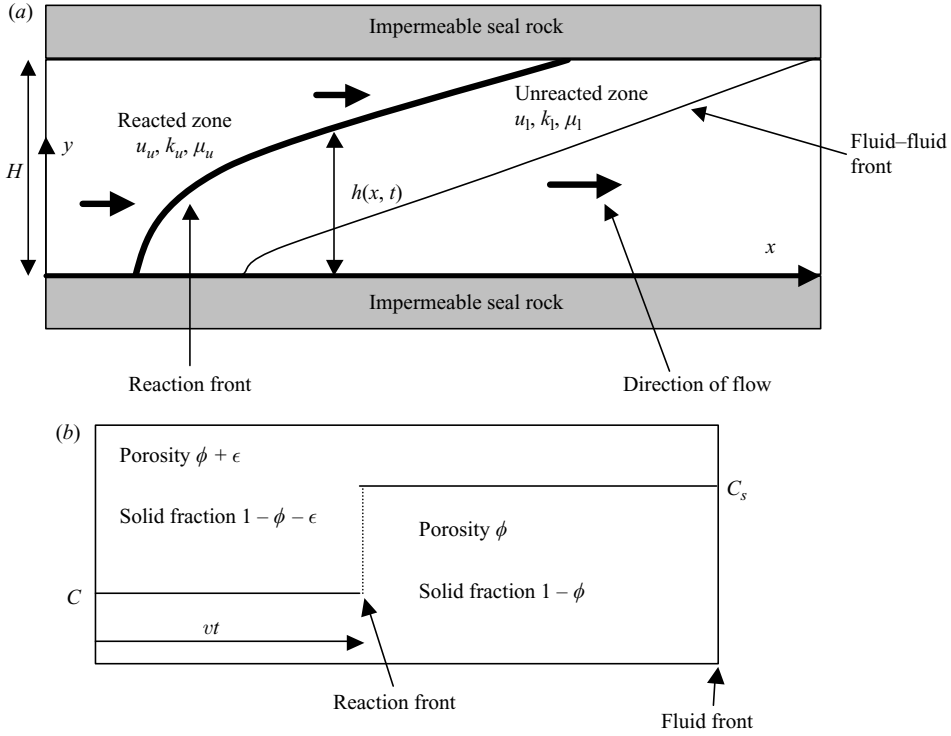 (a)
Impermeable seal rock
Reacted zone
u_u, k_u, μ_u
Unreacted zone
u_l, k_l, μ_l
Fluid–fluid
front
H
y
h(x, t)
x
Impermeable seal rock
Reaction front
Direction of flow
(b)
Porosity ϕ + ϵ
C_s
Solid fraction 1 – ϕ – ϵ
Porosity ϕ
C
Solid fraction 1 – ϕ
vt
Reaction front
Fluid front